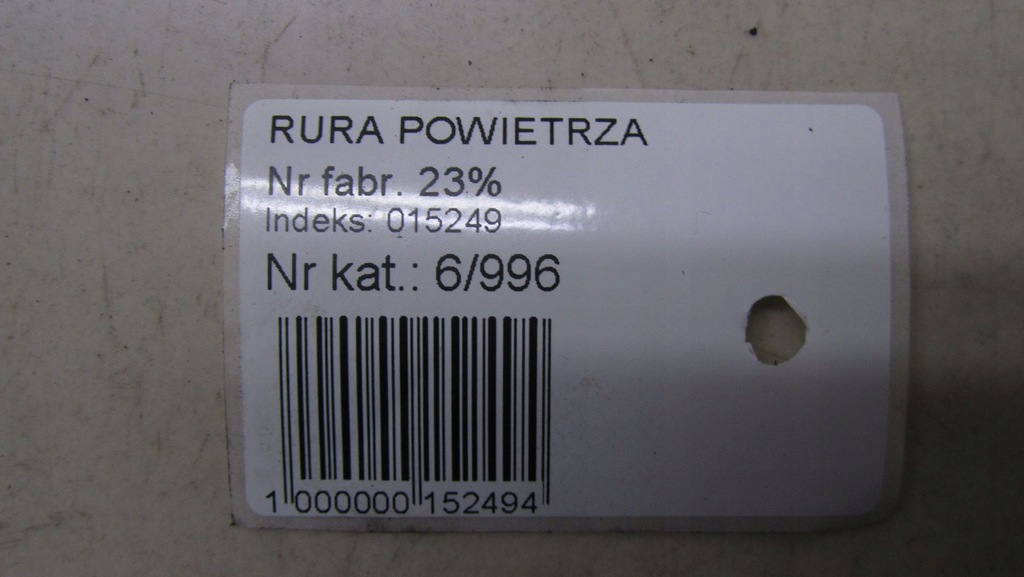 RURA POWIETRZA
Nr fabr. 23%
Indeks: 015249
Nr kat.: 6/996
1 000000 152494